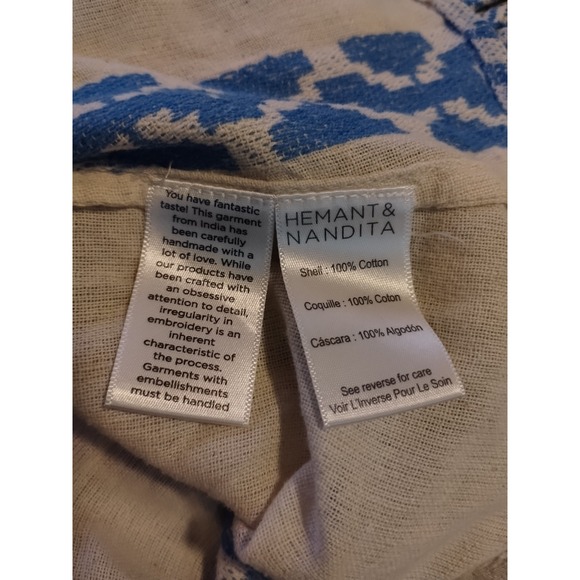 You have fantastic
taste! This garment
from India has
been carefully
handmade with a
lot of love. While
our products have
been crafted with
an obsessive
attention to detail,
irregularity in
embroidery is an
inherent
characteristic of
the process.
Garments with
embellishments
must be handled
HEMANT &
NANDITA
Shell : 100% Cotton
Coquille : 100% Coton
Cáscara : 100% Algodón
See reverse for care
Voir L'Inverse Pour Le Soin